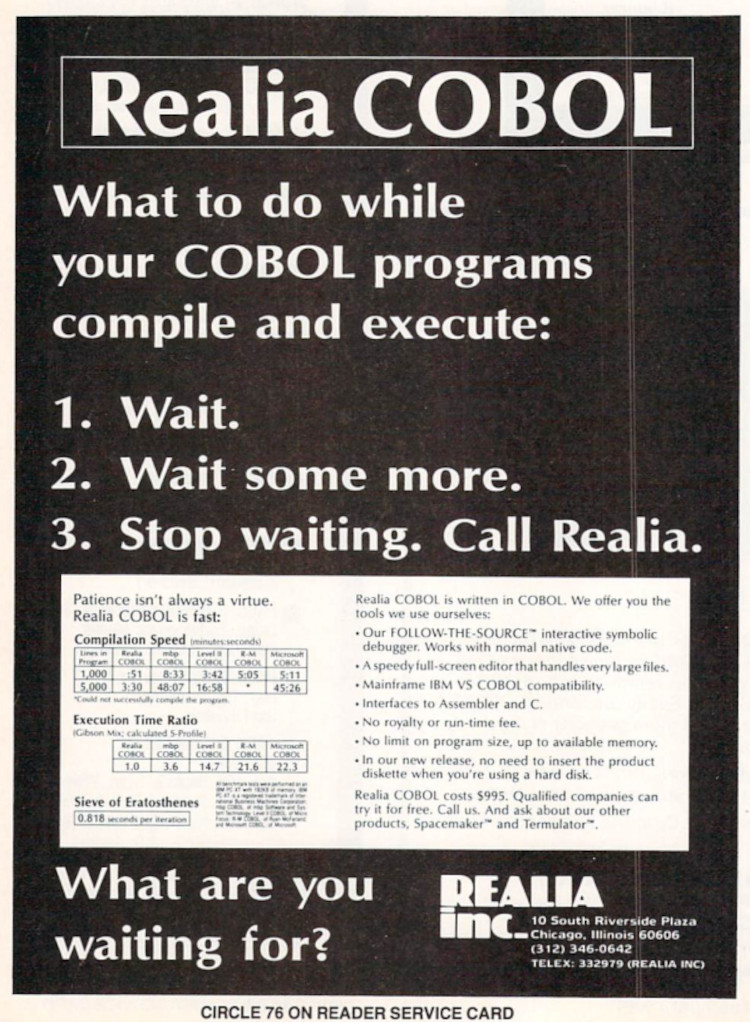 Realia COBOL
What to do while
your COBOL programs
compile and execute:
1. Wait.
2. Wait some more.
3. Stop waiting. Call Realia.
Patience isn't always a virtue.
Realia COBOL is fast:
Compilation Speed (minutes:seconds)
Lines in Program | Realia COBOL | mbp COBOL | Level II COBOL | R-M COBOL | Microsoft COBOL
1,000 | :51 | 8:33 | 3:42 | 5:05 | 5:11
5,000 | 3:30 | 48:07 | 16:58 | * | 45:26
*Could not successfully compile the program.
Execution Time Ratio
(Gibson Mix; calculated S-Profile)
Realia COBOL | mbp COBOL | Level II COBOL | R-M COBOL | Microsoft COBOL
1.0 | 3.6 | 14.7 | 21.6 | 22.3
Sieve of Eratosthenes
0.818 seconds per iteration
Realia COBOL is written in COBOL. We offer you the
tools we use ourselves:
• Our FOLLOW-THE-SOURCE™ interactive symbolic
debugger. Works with normal native code.
• A speedy full-screen editor that handles very large files.
• Mainframe IBM VS COBOL compatibility.
• Interfaces to Assembler and C.
• No royalty or run-time fee.
• No limit on program size, up to available memory.
• In our new release, no need to insert the product
diskette when you're using a hard disk.
Realia COBOL costs $995. Qualified companies can
try it for free. Call us. And ask about our other
products, Spacemaker™ and Termulator™.
What are you
waiting for?
REALIA
inc.
10 South Riverside Plaza
Chicago, Illinois 60606
(312) 346-0642
TELEX: 332979 (REALIA INC)
CIRCLE 76 ON READER SERVICE CARD